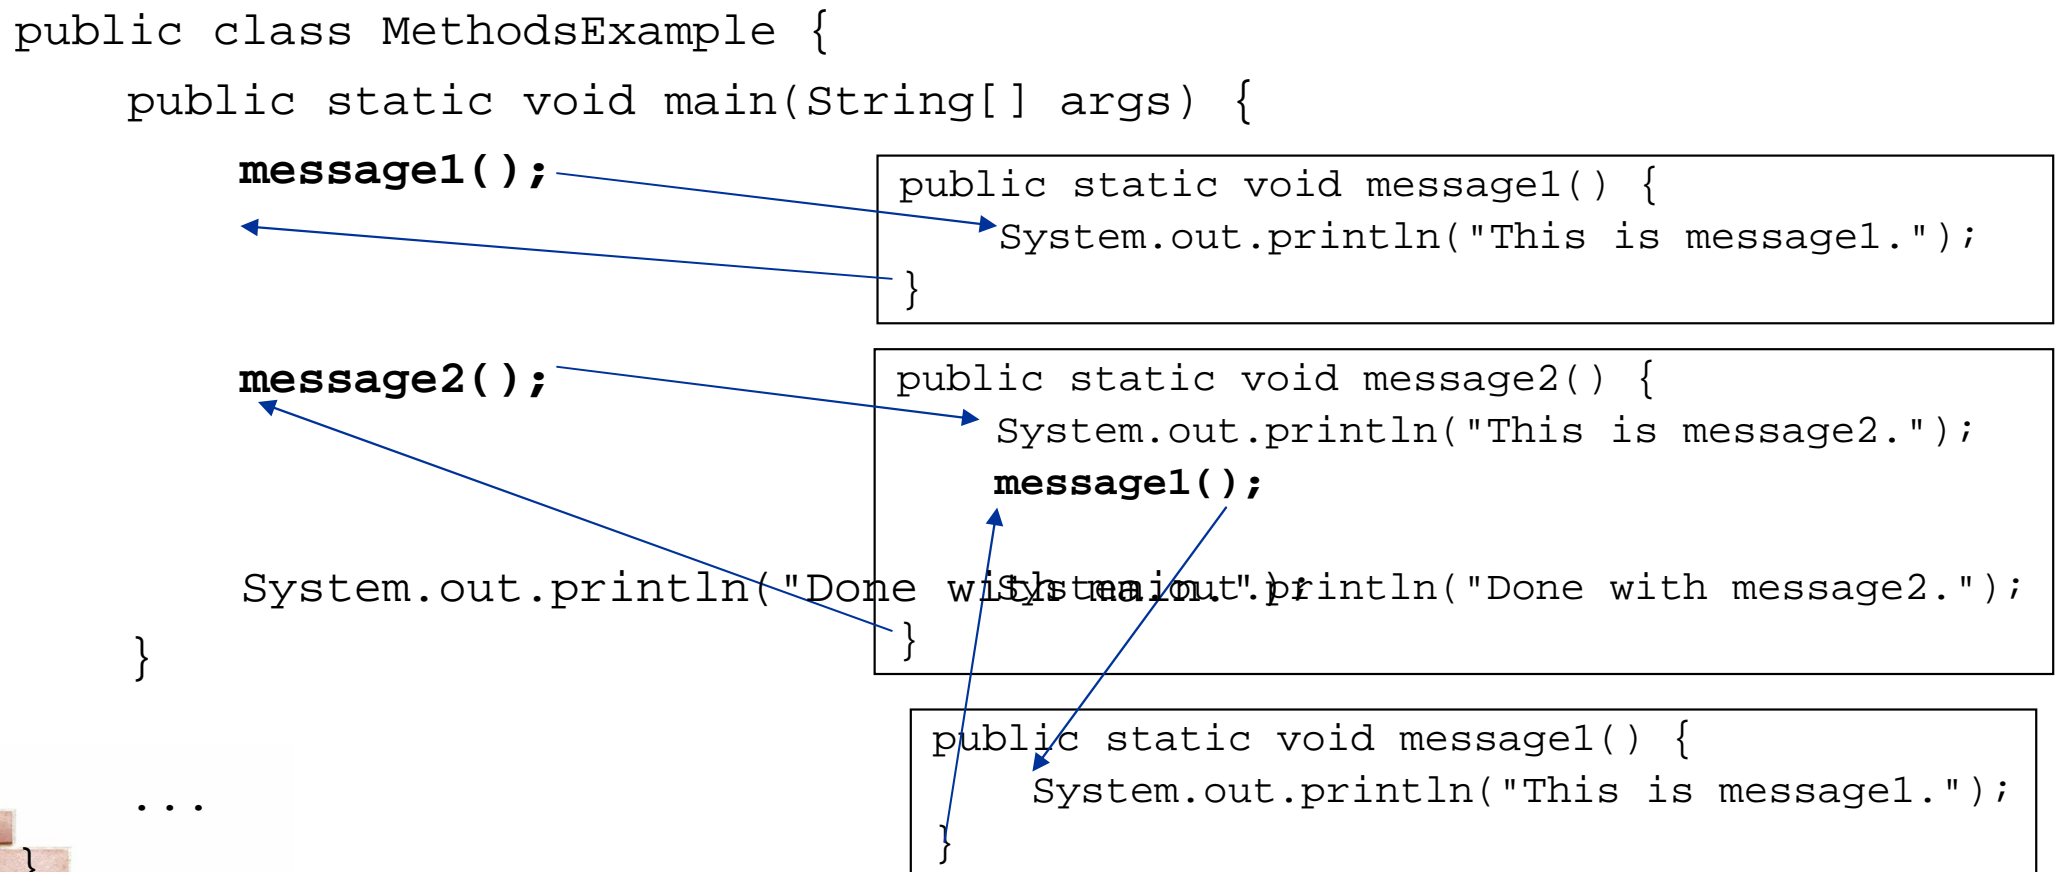 public class MethodsExample {
public static void main(String[] args) {
message1();
public static void message1() {
System.out.println("This is message1.");
}
message2();
public static void message2() {
System.out.println("This is message2.");
message1();
System.out.println("Done with message2.");
}
System.out.println("Done with main.");
}
public static void message1() {
System.out.println("This is message1.");
}
...
}